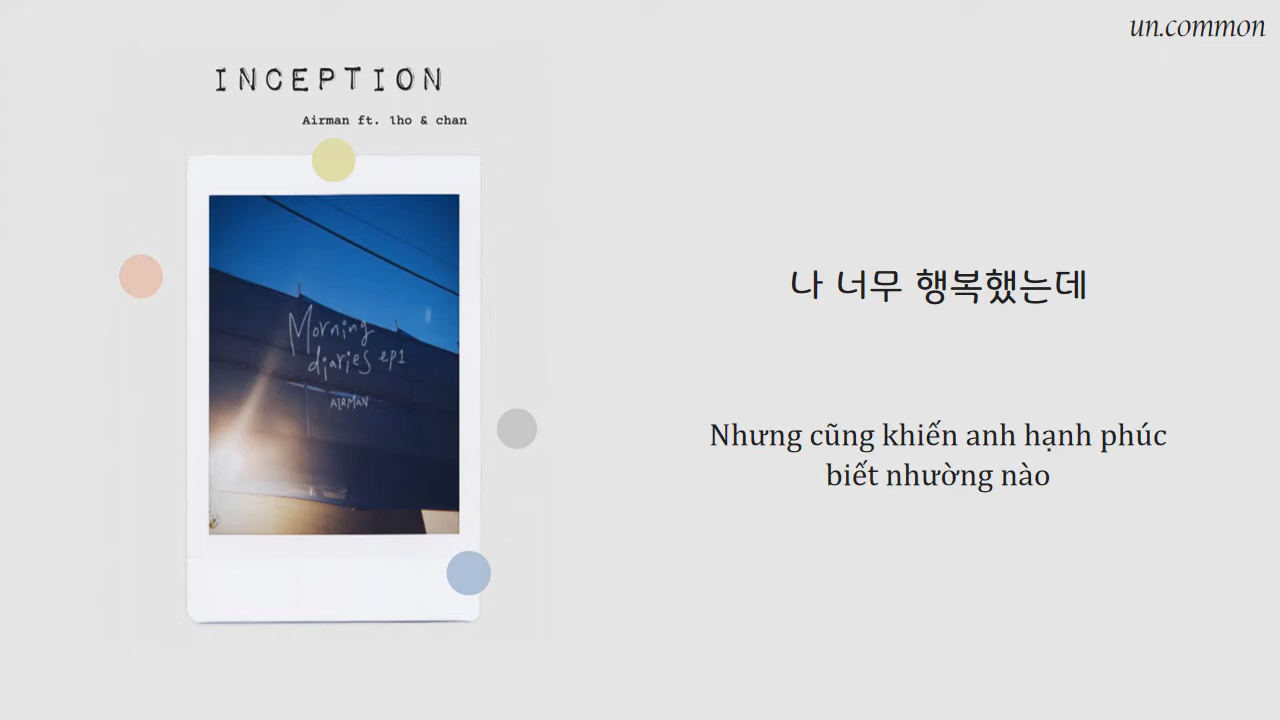 un.common
INCEPTION
Airman ft. 1ho & chan
Morning
diaries ep1
AIRMAN
나 너무 행복했는데
Nhưng cũng khiến anh hạnh phúc
biết nhường nào